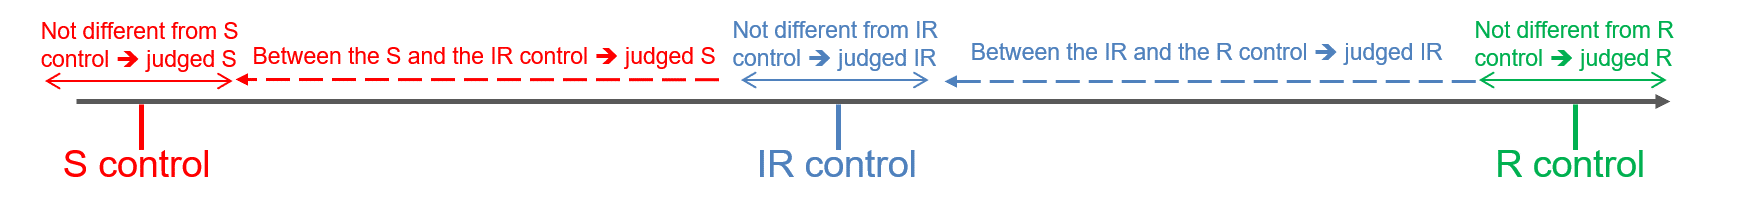 Not different from S
control 🡺 judged S
Between the S and the IR control 🡺 judged S
Not different from IR
control 🡺 judged IR
Between the IR and the R control 🡺 judged IR
Not different from R
control 🡺 judged R
S control
IR control
R control